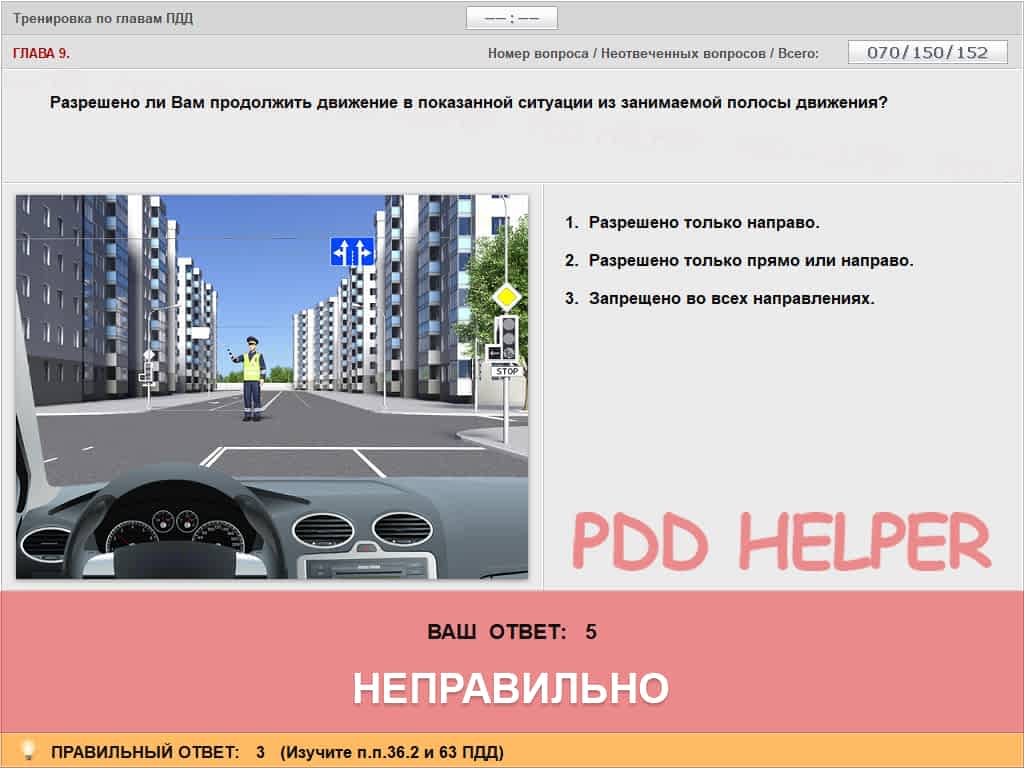 Тренировка по главам ПДД
—— : ——
ГЛАВА 9.
Номер вопроса / Неотвеченных вопросов / Всего:
070/150/152
Разрешено ли Вам продолжить движение в показанной ситуации из занимаемой полосы движения?
1. Разрешено только направо.
2. Разрешено только прямо или направо.
3. Запрещено во всех направлениях.
STOP
PDD HELPER
ВАШ ОТВЕТ: 5
НЕПРАВИЛЬНО
ПРАВИЛЬНЫЙ ОТВЕТ: 3 (Изучите п.п.36.2 и 63 ПДД)